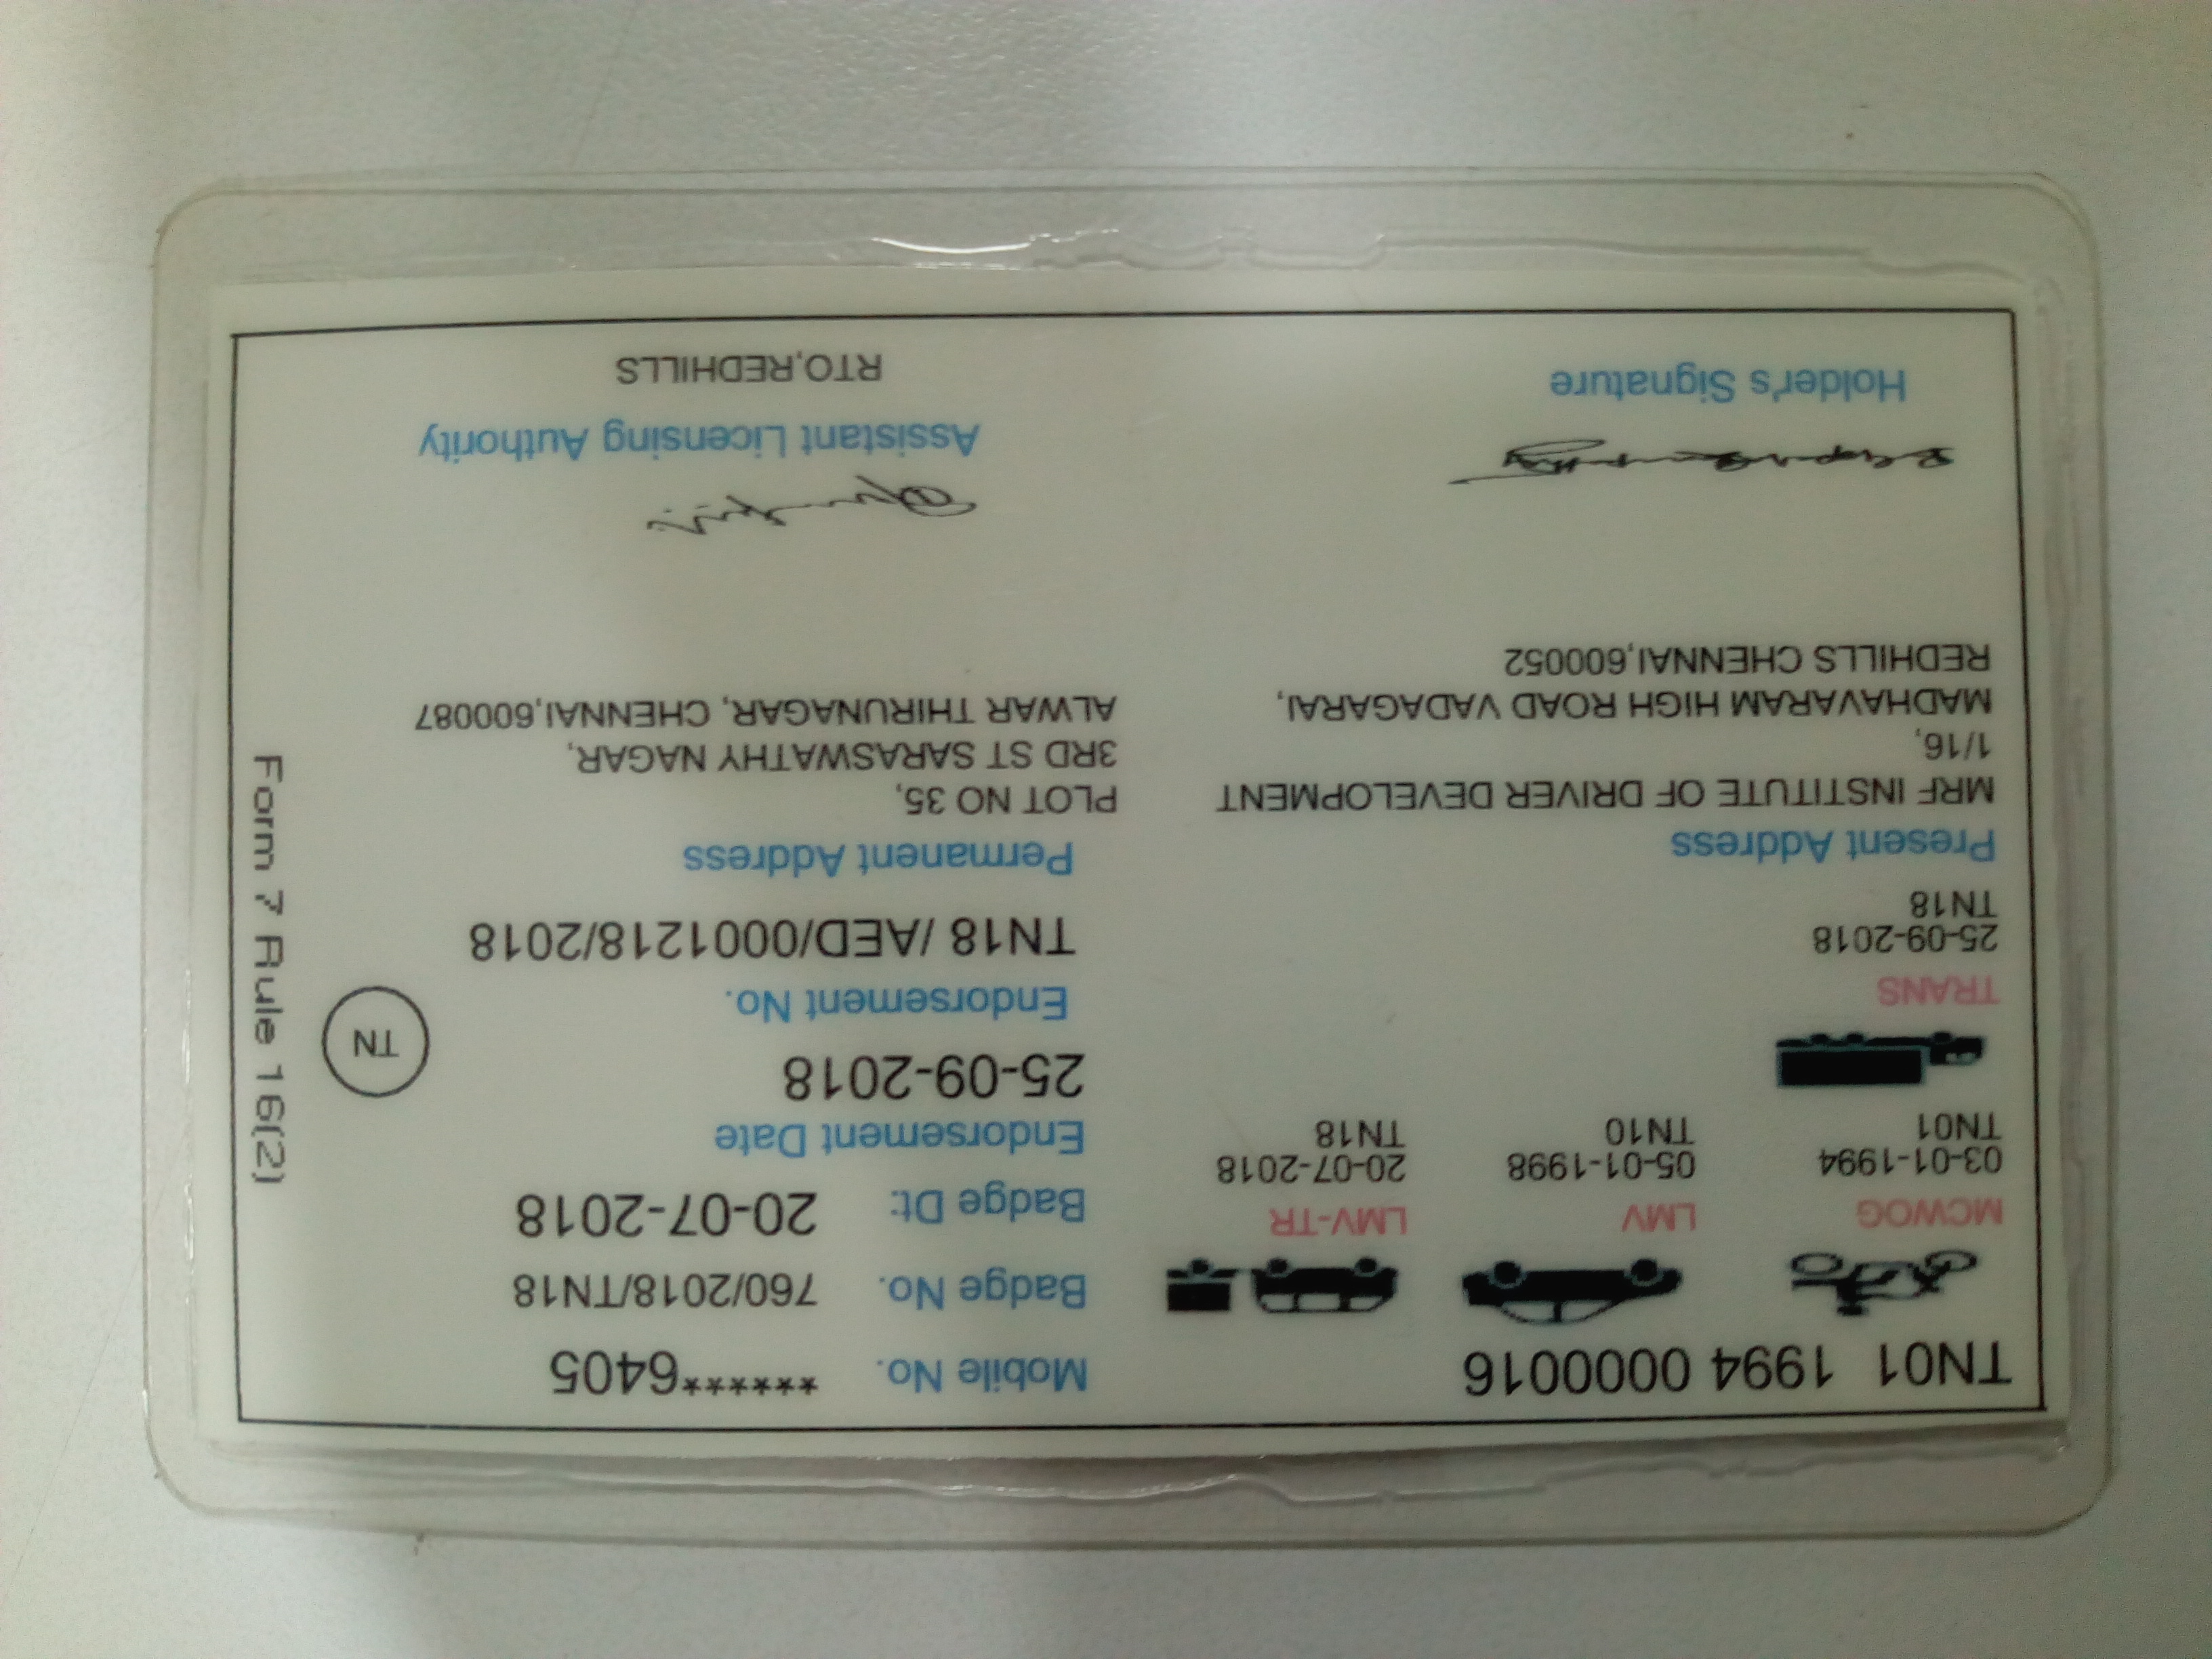 TN01 1994 0000016
MCWOG
03-01-1994
TN01
LMV
05-01-1998
TN10
LMV-TR
20-07-2018
TN18
TRANS
25-09-2018
TN18
Present Address
MRF INSTITUTE OF DRIVER DEVELOPMENT
1/16,
MADHAVARAM HIGH ROAD VADAGARAI,
REDHILLS CHENNAI,600052
Holder's Signature
Mobile No. ******6405
Badge No. 760/2018/TN18
Badge Dt: 20-07-2018
Endorsement Date
25-09-2018
Endorsement No.
TN18 /AED/0001218/2018
Permanent Address
PLOT NO 35,
3RD ST SARASWATHY NAGAR,
ALWAR THIRUNAGAR, CHENNAI,600087
Assistant Licensing Authority
RTO,REDHILLS
TN
Form 7 Rule 16(2)